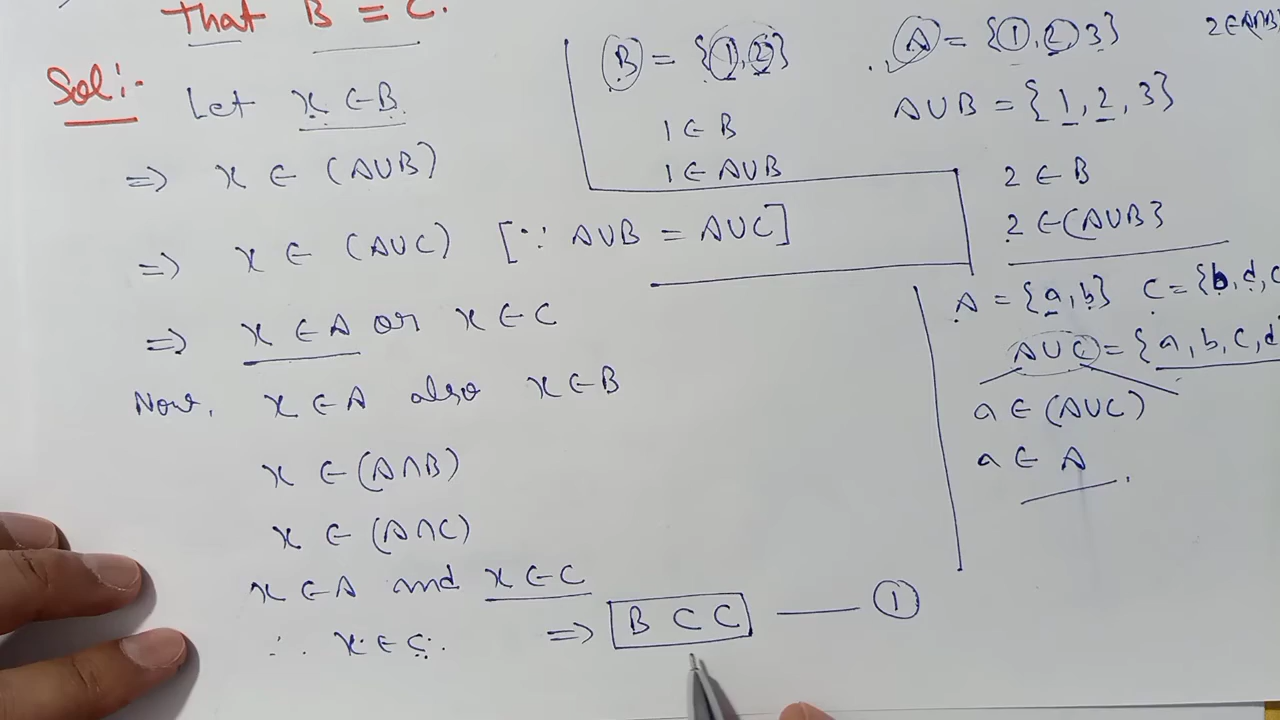 That B = C.
Sol:-
Let x ∈ B
⇒ x ∈ (A∪B)
⇒ x ∈ (A∪C) [∵ A∪B = A∪C]
⇒ x ∈ A or x ∈ C
Now, x ∈ A also x ∈ B
x ∈ (A∩B)
x ∈ (A∩C)
x ∈ A and x ∈ C
∴ x ∈ C. ⇒ B ⊂ C —— ①
B = {1, 2}
1 ∈ B
1 ∈ A∪B
A = {1, 2, 3}
A∪B = {1, 2, 3}
2 ∈ B
2 ∈ (A∪B}
2 ∈ (A∩B)
A = {a, b} C = {b, d, c
A∪C = {a, b, c, d
a ∈ (A∪C)
a ∈ A